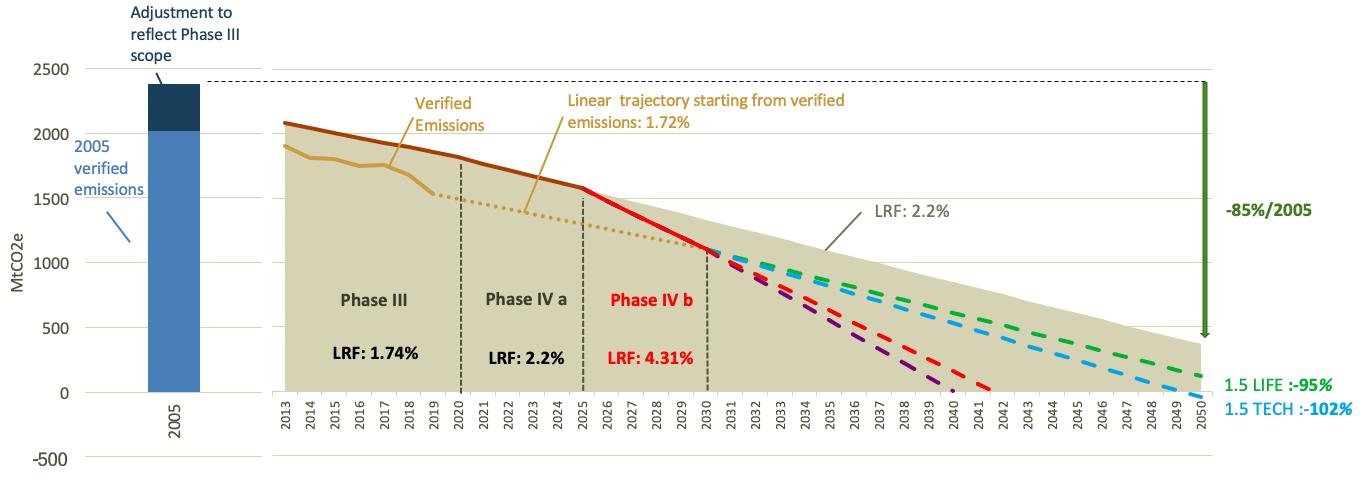 Adjustment to
reflect Phase III
scope
MtCO2e
2500
2000
1500
1000
500
0
-500
2005
verified
emissions
2005
Verified
Emissions
Linear trajectory starting from verified
emissions: 1.72%
LRF: 2.2%
-85%/2005
Phase III
Phase IV a
Phase IV b
LRF: 1.74%
LRF: 2.2%
LRF: 4.31%
1.5 LIFE :-95%
1.5 TECH :-102%
2013
2014
2015
2016
2017
2018
2019
2020
2021
2022
2023
2024
2025
2026
2027
2028
2029
2030
2031
2032
2033
2034
2035
2036
2037
2038
2039
2040
2041
2042
2043
2044
2045
2046
2047
2048
2049
2050